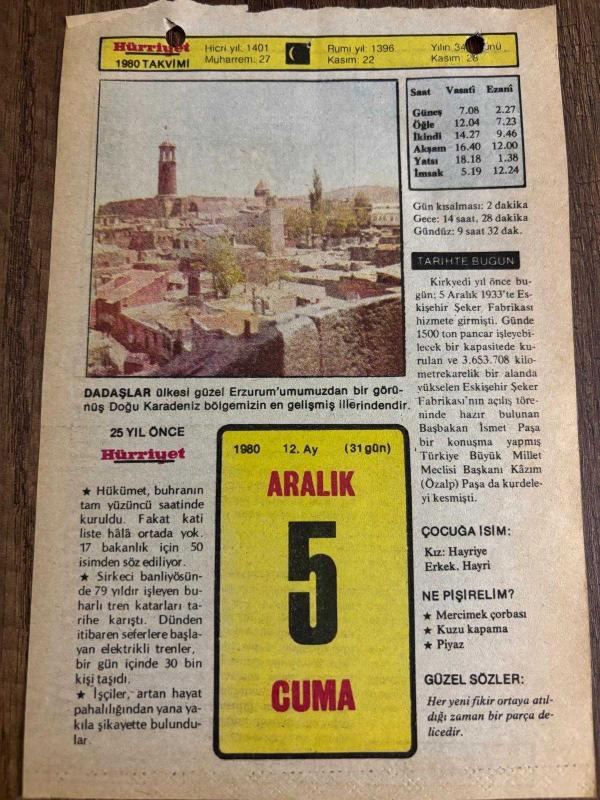 Hürriyet
1980 TAKVİMİ
Hicri yıl: 1401
Muharrem: 27
Rumi yıl: 1396
Kasım: 22
Yılın
Kasım:
Saat Vasatî Ezanî
Güneş 7.08 2.27
Öğle 12.04 7.23
İkindi 14.27 9.46
Akşam 16.40 12.00
Yatsı 18.18 1.38
İmsak 5.19 12.24
Gün kısalması: 2 dakika
Gece: 14 saat, 28 dakika
Gündüz: 9 saat 32 dak.
DADAŞLAR ülkesi güzel Erzurum'umumuzdan bir görü-
nüş Doğu Karadeniz bölgemizin en gelişmiş illerindendir.
TARİHTE BUGÜN
Kırkyedi yıl önce bu-
gün; 5 Aralık 1933'te Es-
kişehir Şeker Fabrikası
hizmete girmişti. Günde
1500 ton pancar işleyebi-
lecek bir kapasitede ku-
rulan ve 3.653.708 kilo-
metrekarelik bir alanda
yükselen Eskişehir Şeker
Fabrikası'nın açılış töre-
ninde hazır bulunan
Başbakan İsmet Paşa
bir konuşma yapmış
Türkiye Büyük Millet
Meclisi Başkanı Kâzım
(Özalp) Paşa da kurdele-
yi kesmişti.
25 YIL ÖNCE
Hürriyet
★ Hükümet, buhranın
tam yüzüncü saatinde
kuruldu. Fakat kati
liste hâlâ ortada yok.
17 bakanlık için 50
isimden söz ediliyor.
★ Sirkeci banliyösün-
de 79 yıldır işleyen bu-
harlı tren katarları ta-
rihe karıştı. Dünden
itibaren seferlere başla-
yan elektrikli trenler,
bir gün içinde 30 bin
kişi taşıdı.
★ İşçiler, artan hayat
pahalılığından yana ya-
kıla şikayette bulundu-
lar.
1980 12. Ay (31 gün)
ARALIK
5
CUMA
ÇOCUĞA İSİM:
Kız: Hayriye
Erkek. Hayri
NE PİŞİRELİM?
★ Mercimek çorbası
★ Kuzu kapama
★ Piyaz
GÜZEL SÖZLER:
Her yeni fikir ortaya atıl-
dığı zaman bir parça de-
licedir.